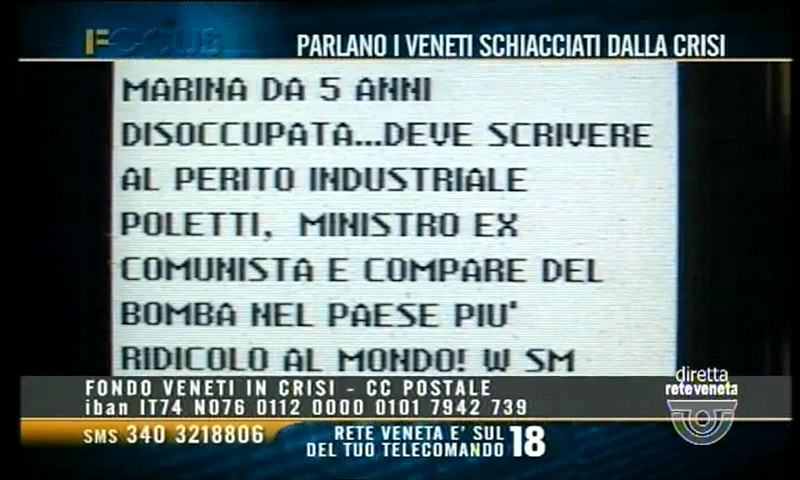 FOCUS
PARLANO I VENETI SCHIACCIATI DALLA CRISI
MARINA DA 5 ANNI
DISOCCUPATA...DEVE SCRIVERE
AL PERITO INDUSTRIALE
POLETTI, MINISTRO EX
COMUNISTA E COMPARE DEL
BOMBA NEL PAESE PIU'
RIDICOLO AL MONDO! W SM
diretta
reteveneta
FONDO VENETI IN CRISI - CC POSTALE
iban IT74 N076 0112 0000 0101 7942 739
SMS 340 3218806
RETE VENETA E' SUL
DEL TUO TELECOMANDO 18